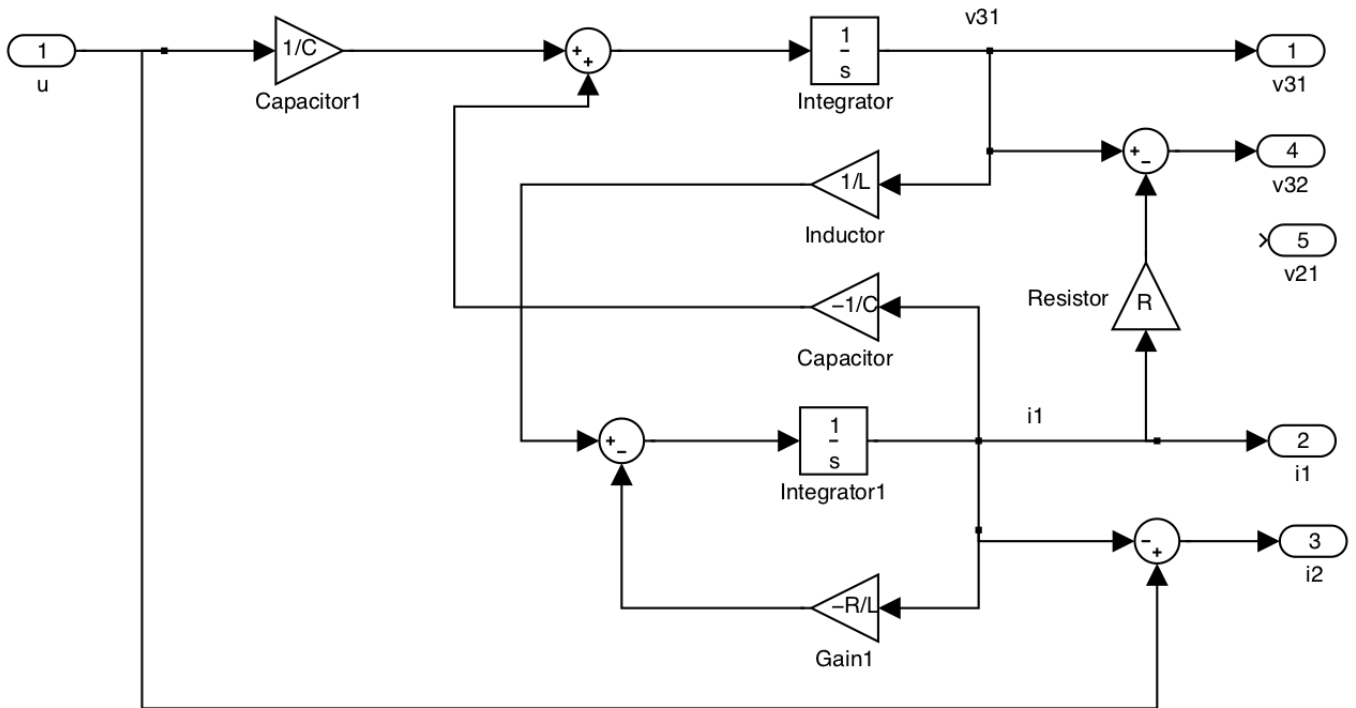 v31
1
u
1/C
Capacitor1
+
+
1
s
Integrator
1
v31
+
−
4
v32
1/L
Inductor
5
v21
Resistor
R
−1/C
Capacitor
i1
+
−
1
s
Integrator1
2
i1
−
+
3
i2
−R/L
Gain1